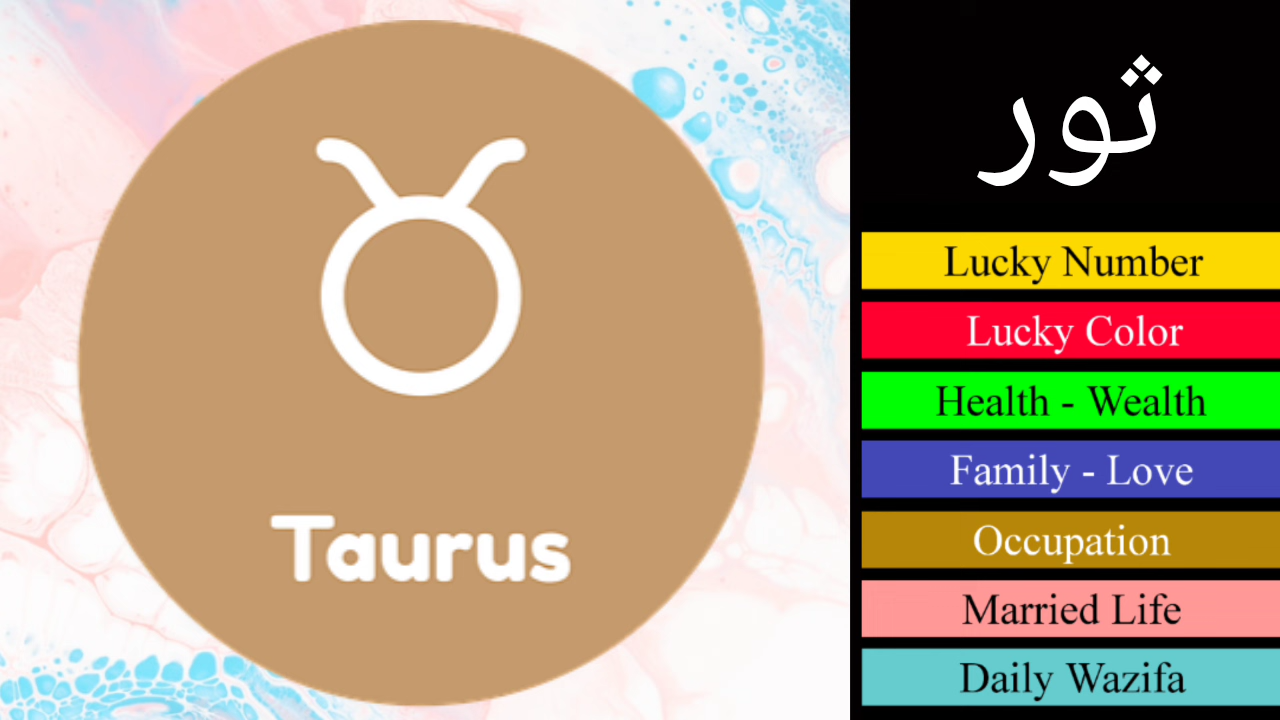 Taurus
ثور
Lucky Number
Lucky Color
Health - Wealth
Family - Love
Occupation
Married Life
Daily Wazifa